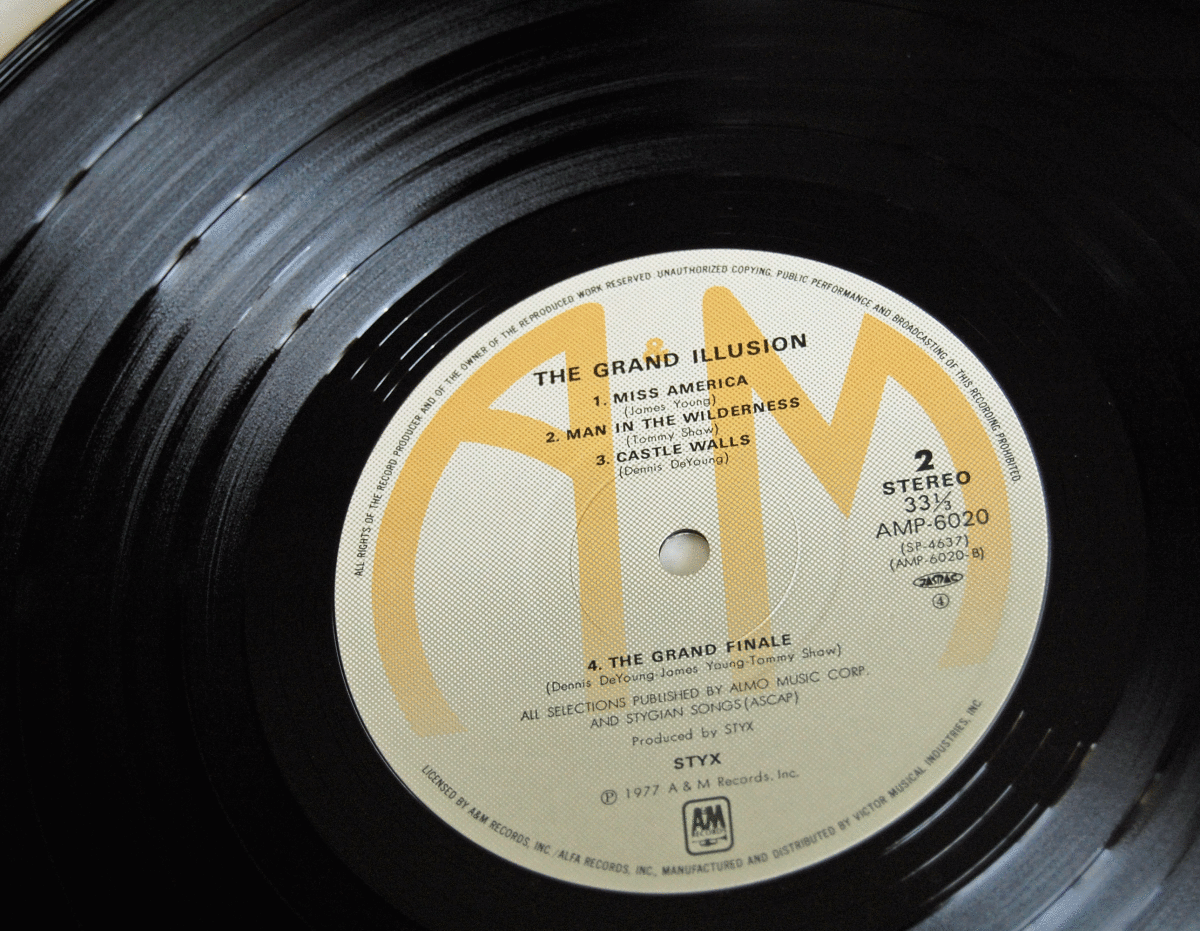 ALL RIGHTS OF THE RECORD PRODUCER AND OF THE OWNER OF THE REPRODUCED WORK RESERVED. UNAUTHORIZED COPYING, PUBLIC PERFORMANCE AND BROADCASTING OF THIS RECORDING PROHIBITED
&
THE GRAND ILLUSION
1. MISS AMERICA
(James Young)
2. MAN IN THE WILDERNESS
(Tommy Shaw)
3. CASTLE WALLS
(Dennis DeYoung)
2
STEREO
33⅓
AMP-6020
(SP-4637)
(AMP-6020-B)
JASRAC
④
4. THE GRAND FINALE
(Dennis DeYoung-James Young-Tommy Shaw)
ALL SELECTIONS PUBLISHED BY ALMO MUSIC CORP.
AND STYGIAN SONGS(ASCAP)
Produced by STYX
STYX
℗ 1977 A & M Records, Inc.
A&M
RECORDS
LICENSED BY A&M RECORDS, INC./ALFA RECORDS, INC., MANUFACTURED AND DISTRIBUTED BY VICTOR MUSICAL INDUSTRIES, INC.